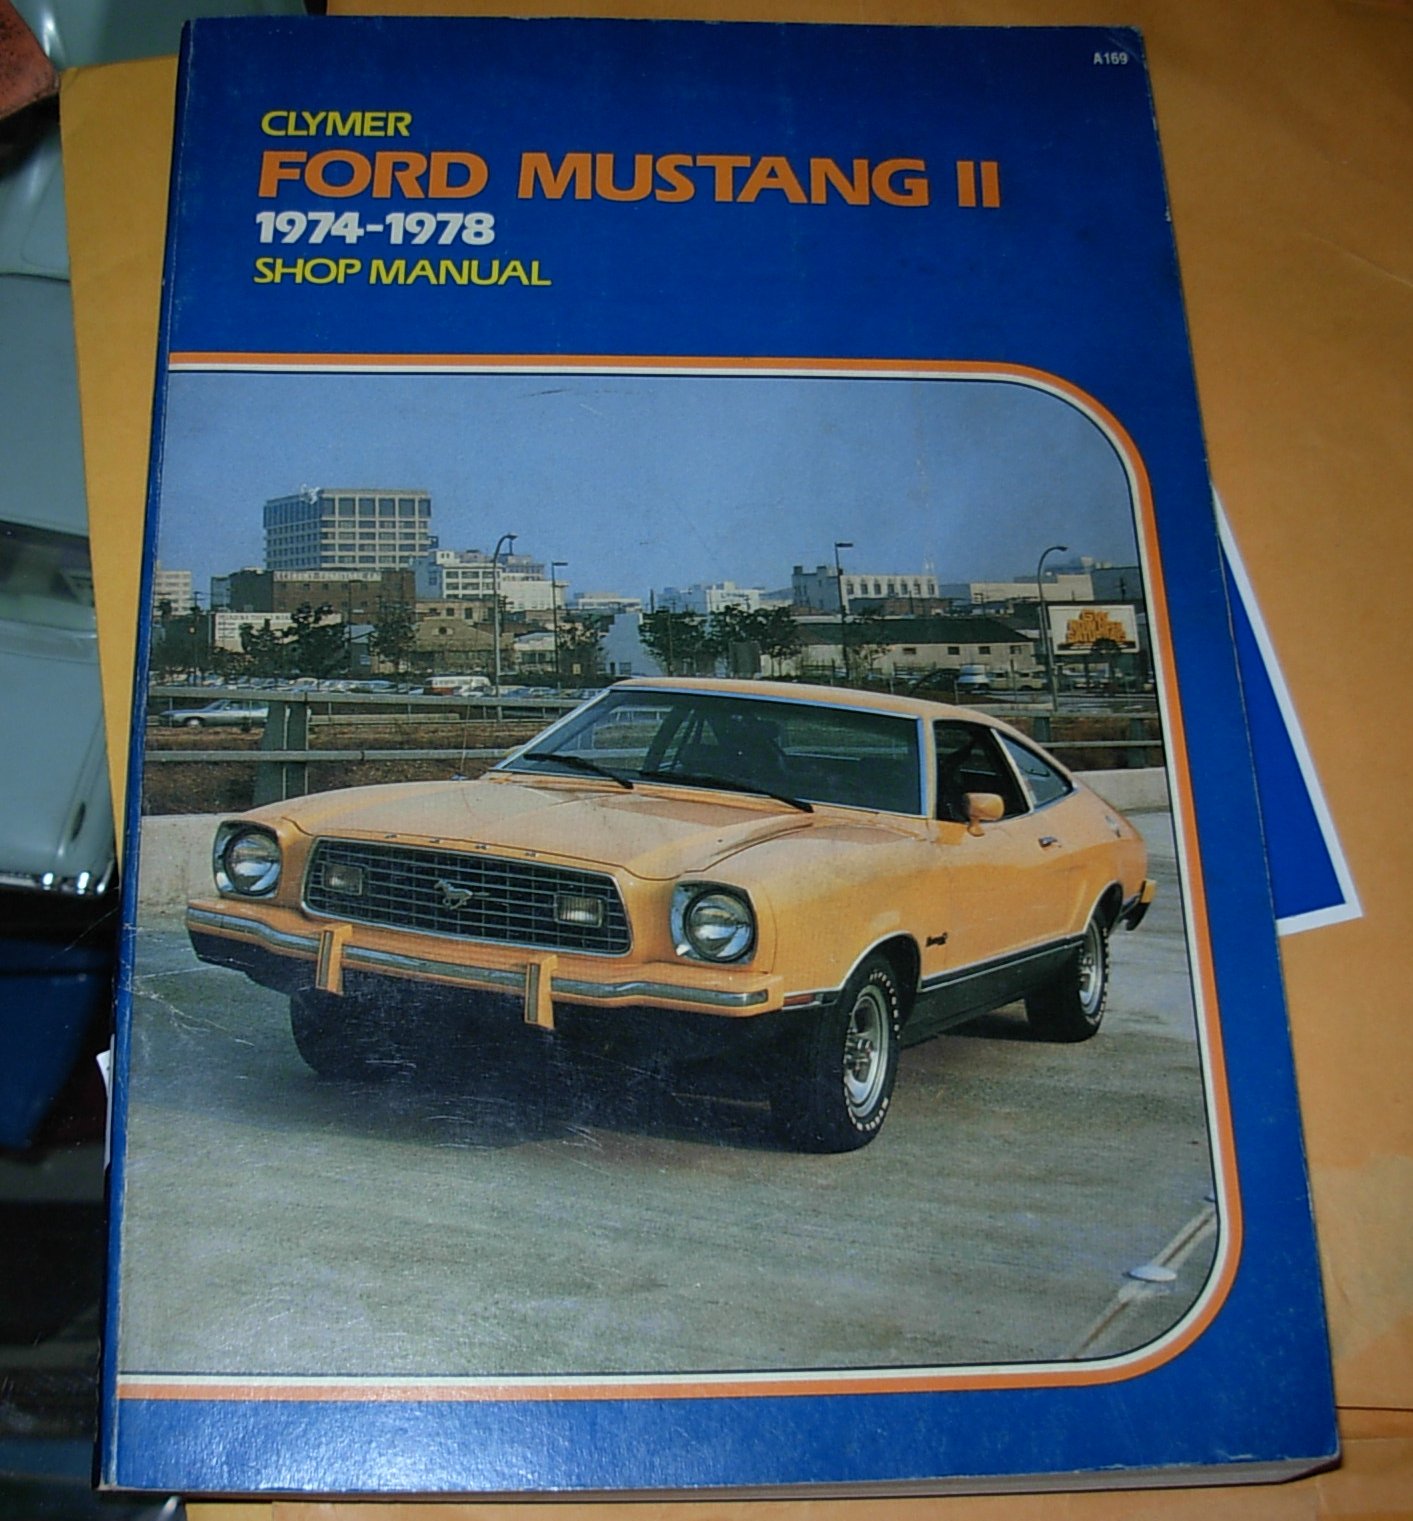 A169
CLYMER
FORD MUSTANG II
1974-1978
SHOP MANUAL